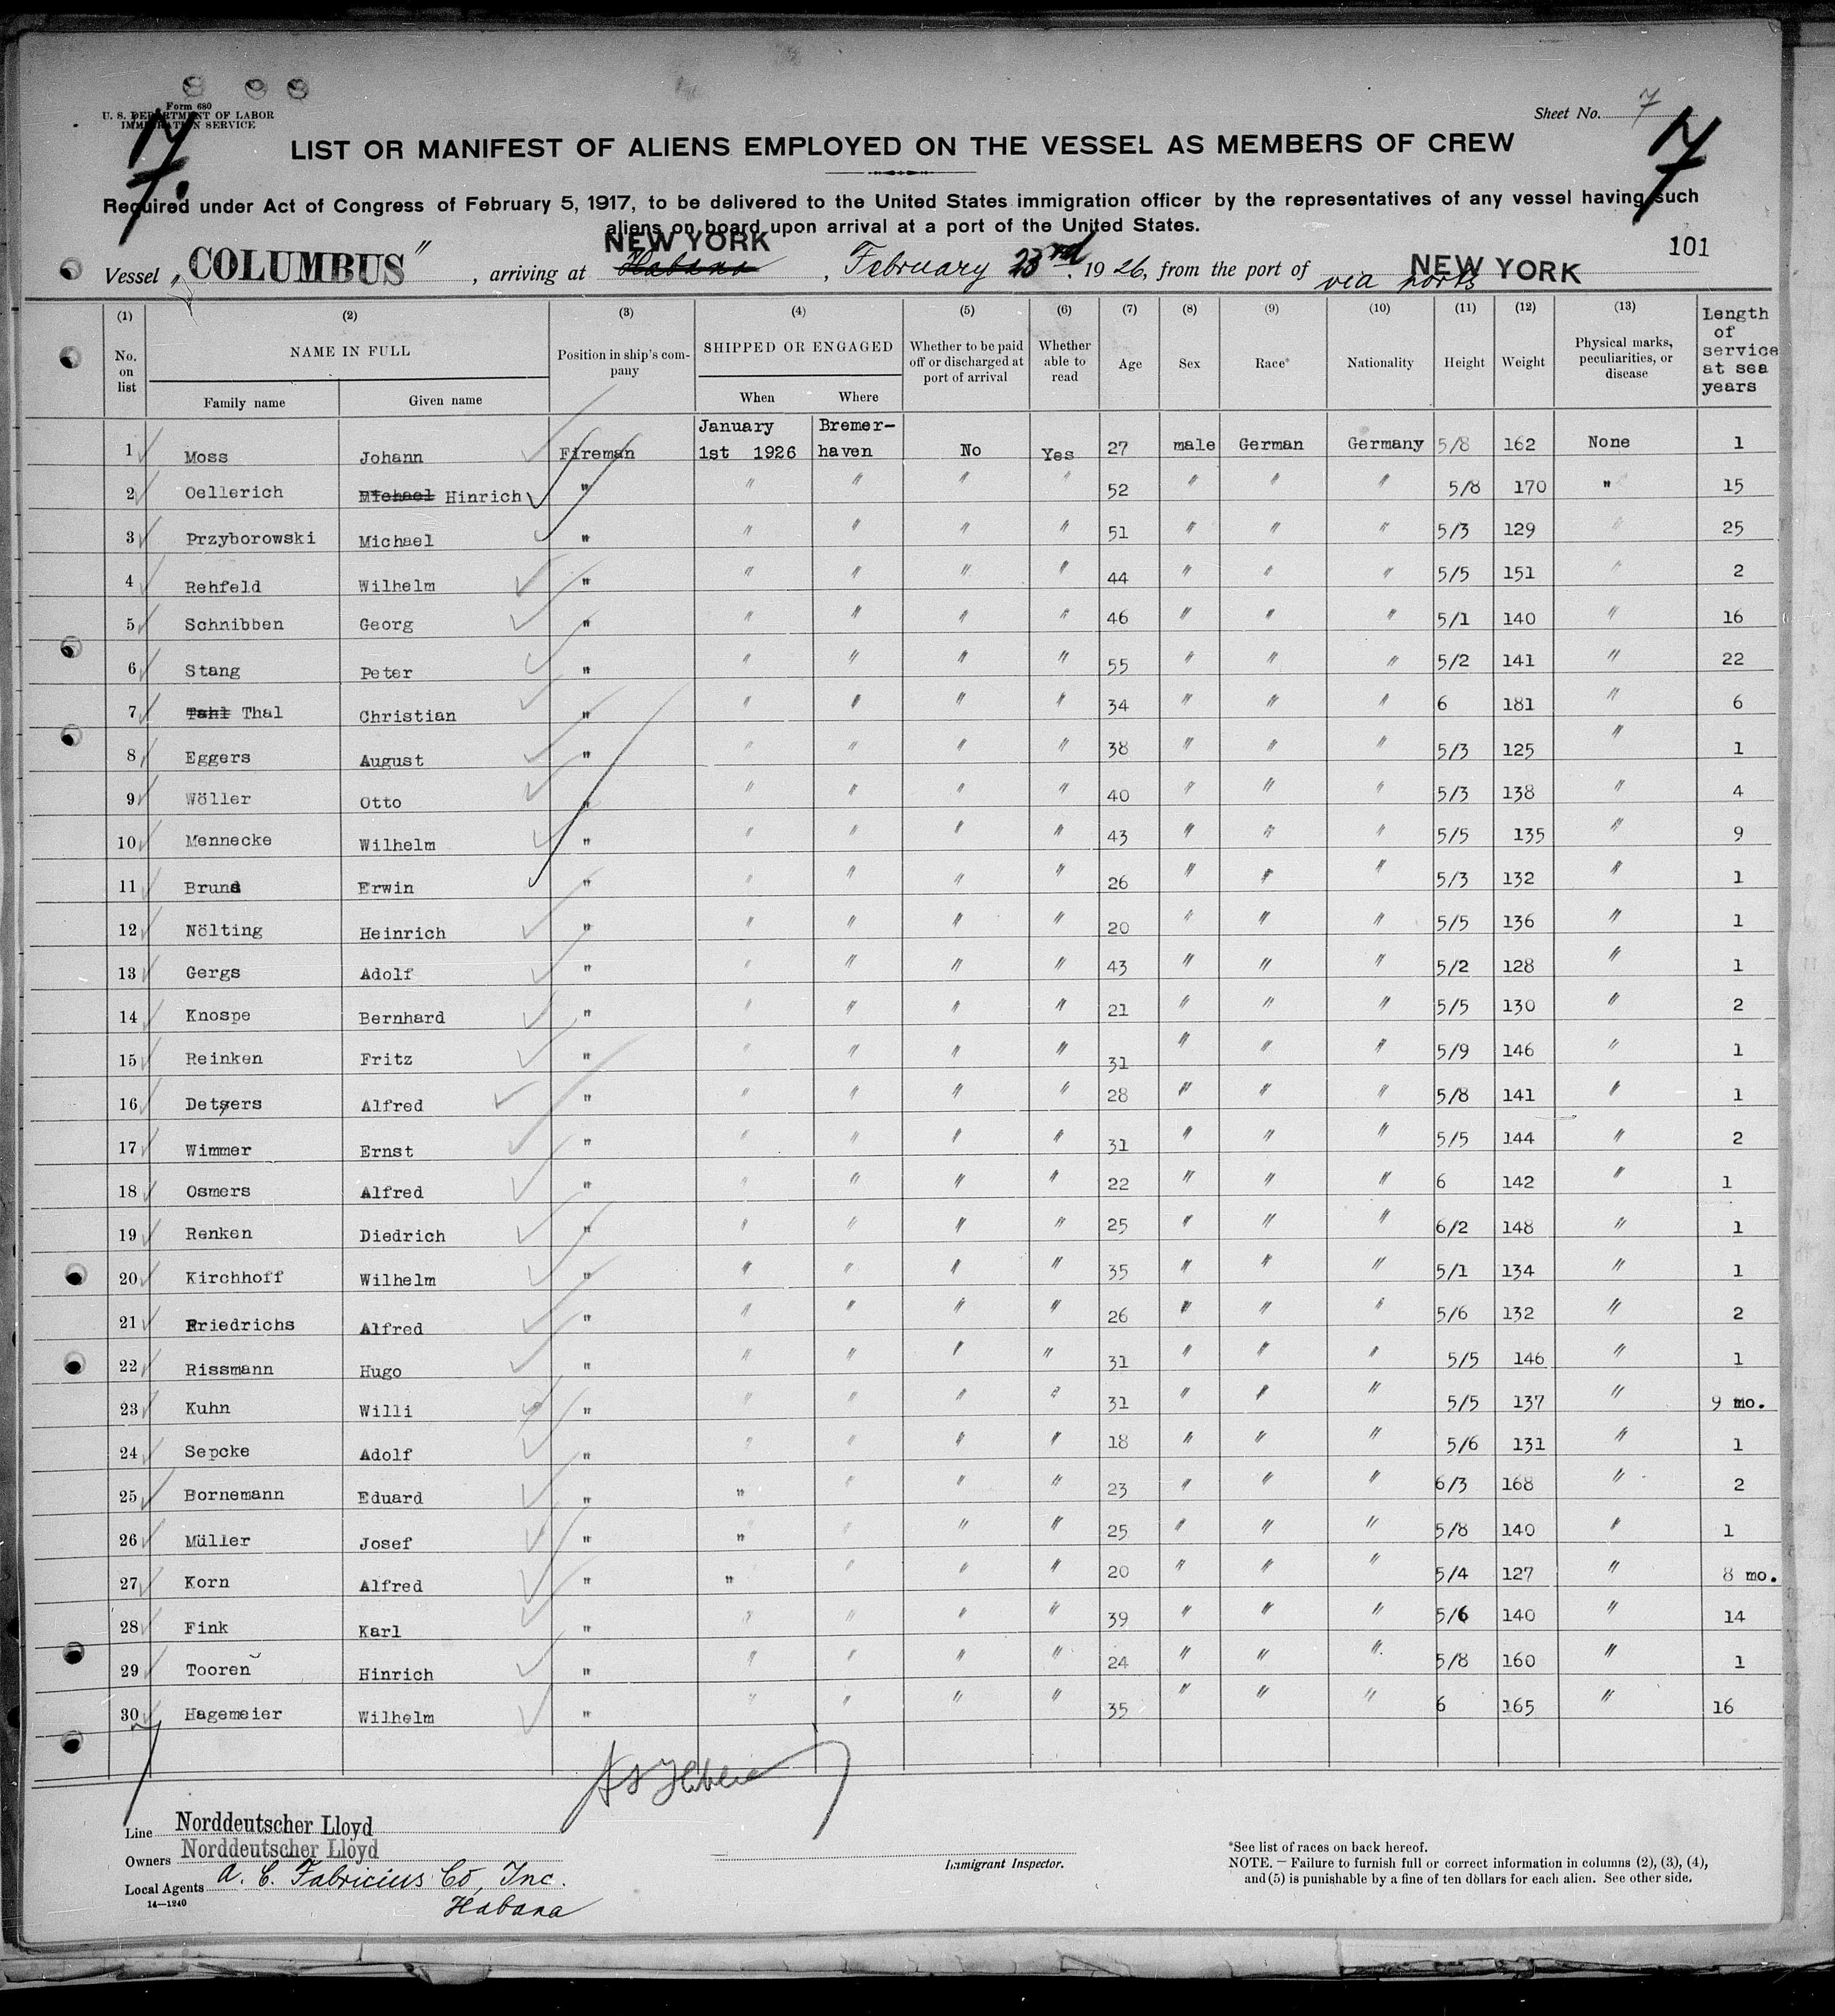 Form 680
U. S. DEPARTMENT OF LABOR
IMMIGRATION SERVICE
7.
Sheet No. 7
7
LIST OR MANIFEST OF ALIENS EMPLOYED ON THE VESSEL AS MEMBERS OF CREW
Required under Act of Congress of February 5, 1917, to be delivered to the United States immigration officer by the representatives of any vessel having such
aliens on board upon arrival at a port of the United States.
101
Vessel „COLUMBUS", arriving at Habana NEW YORK, February 23rd. 1926, from the port of via ports NEW YORK
(1) (2) (3) (4) (5) (6) (7) (8) (9) (10) (11) (12) (13)
No. on list NAME IN FULL Family name Given name Position in ship's company SHIPPED OR ENGAGED When Where Whether to be paid off or discharged at port of arrival Whether able to read Age Sex Race* Nationality Height Weight Physical marks, peculiarities, or disease Length of service at sea years
1 Moss Johann Fireman January 1st 1926 Bremerhaven No Yes 27 male German Germany 5/8 162 None 1
2 Oellerich Michael Hinrich " " " " " 52 " " " 5/8 170 " 15
3 Przyborowski Michael " " " " " 51 " " " 5/3 129 " 25
4 Rehfeld Wilhelm " " " " " 44 " " " 5/5 151 " 2
5 Schnibben Georg " " " " " 46 " " " 5/1 140 " 16
6 Stang Peter " " " " " 55 " " " 5/2 141 " 22
7 Tahl Thal Christian " " " " " 34 " " " 6 181 " 6
8 Eggers August " " " " " 38 " " " 5/3 125 " 1
9 Wöller Otto " " " " " 40 " " " 5/3 138 " 4
10 Mennecke Wilhelm " " " " " 43 " " " 5/5 135 " 9
11 Erwin " " " " " 26 " " " 5/3 132 " 1
12 Nölting Heinrich " " " " " 20 " " " 5/5 136 " 1
13 Gergs Adolf " " " " " 43 " " " 5/2 128 " 1
14 Knospe Bernhard " " " " " 21 " " " 5/5 130 " 2
15 Reinken Fritz " " " " " 31 " " " 5/9 146 " 1
16 Alfred " " " " " 28 " " " 5/8 141 " 1
17 Wimmer Ernst " " " " " 31 " " " 5/5 144 " 2
18 Osmers Alfred " " " " " 22 " " " 6 142 " 1
19 Renken Diedrich " " " " " 25 " " " 6/2 148 " 1
20 Kirchhoff Wilhelm " " " " " 35 " " " 5/1 134 " 1
21 Friedrichs Alfred " " " " " 26 " " " 5/6 132 " 2
22 Rissmann Hugo " " " " " 31 " " " 5/5 146 " 1
23 Kuhn Willi " " " " " 31 " " " 5/5 137 " 9 mo.
24 Sepcke Adolf " " " " " 18 " " " 5/6 131 " 1
25 Bornemann Eduard " " " " " 23 " " " 6/3 168 " 2
26 Müller Josef " " " " " 25 " " " 5/8 140 " 1
27 Korn Alfred " " " " " 20 " " " 5/4 127 " 8 mo.
28 Fink Karl " " " " " 39 " " " 5/6 140 " 14
29 Tooren Hinrich " " " " " 24 " " " 5/8 160 " 1
30 Hagemeier Wilhelm " " " " " 35 " " " 6 165 " 16
Line Norddeutscher Lloyd
Owners Norddeutscher Lloyd
Local Agents A. C. Fabricius Co, Inc.
Habana
14—1240
Immigrant Inspector.
*See list of races on back hereof.
NOTE. — Failure to furnish full or correct information in columns (2), (3), (4),
and (5) is punishable by a fine of ten dollars for each alien. See other side.